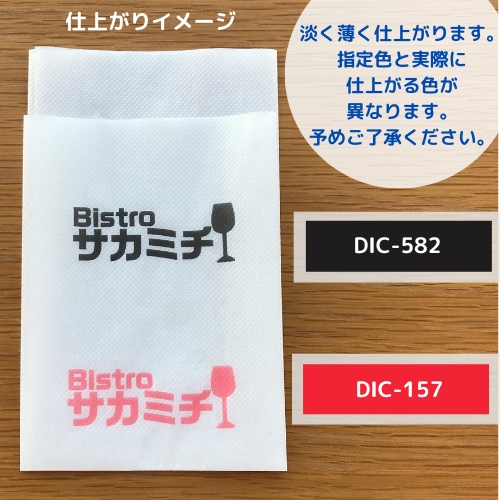 仕上がりイメージ
淡く薄く仕上がります。
指定色と実際に
仕上がる色が
異なります。
予めご了承ください。
Bistro
サカミチ
DIC-582
Bistro
サカミチ
DIC-157